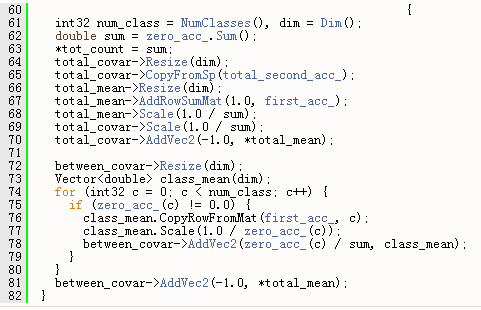 60 {
61 int32 num_class = NumClasses(), dim = Dim();
62 double sum = zero_acc_.Sum();
63 *tot_count = sum;
64 total_covar->Resize(dim);
65 total_covar->CopyFromSp(total_second_acc_);
66 total_mean->Resize(dim);
67 total_mean->AddRowSumMat(1.0, first_acc_);
68 total_mean->Scale(1.0 / sum);
69 total_covar->Scale(1.0 / sum);
70 total_covar->AddVec2(-1.0, *total_mean);
71
72 between_covar->Resize(dim);
73 Vector<double> class_mean(dim);
74 for (int32 c = 0; c < num_class; c++) {
75 if (zero_acc_(c) != 0.0) {
76 class_mean.CopyRowFromMat(first_acc_, c);
77 class_mean.Scale(1.0 / zero_acc_(c));
78 between_covar->AddVec2(zero_acc_(c) / sum, class_mean);
79 }
80 }
81 between_covar->AddVec2(-1.0, *total_mean);
82 }